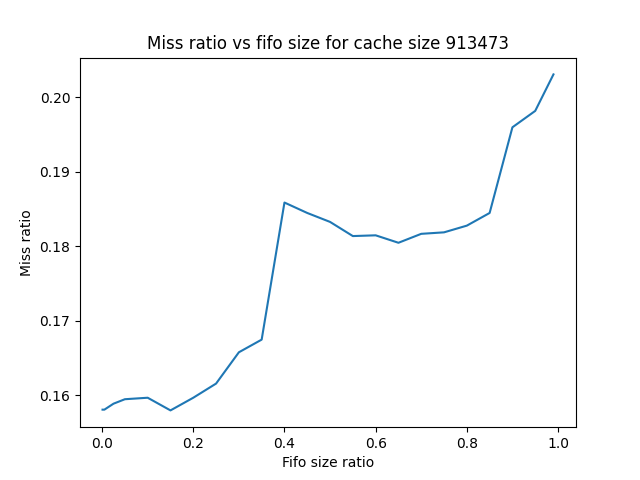 Miss ratio vs fifo size for cache size 913473
0.20
0.19
0.18
0.17
0.16
Miss ratio
0.0 0.2 0.4 0.6 0.8 1.0
Fifo size ratio